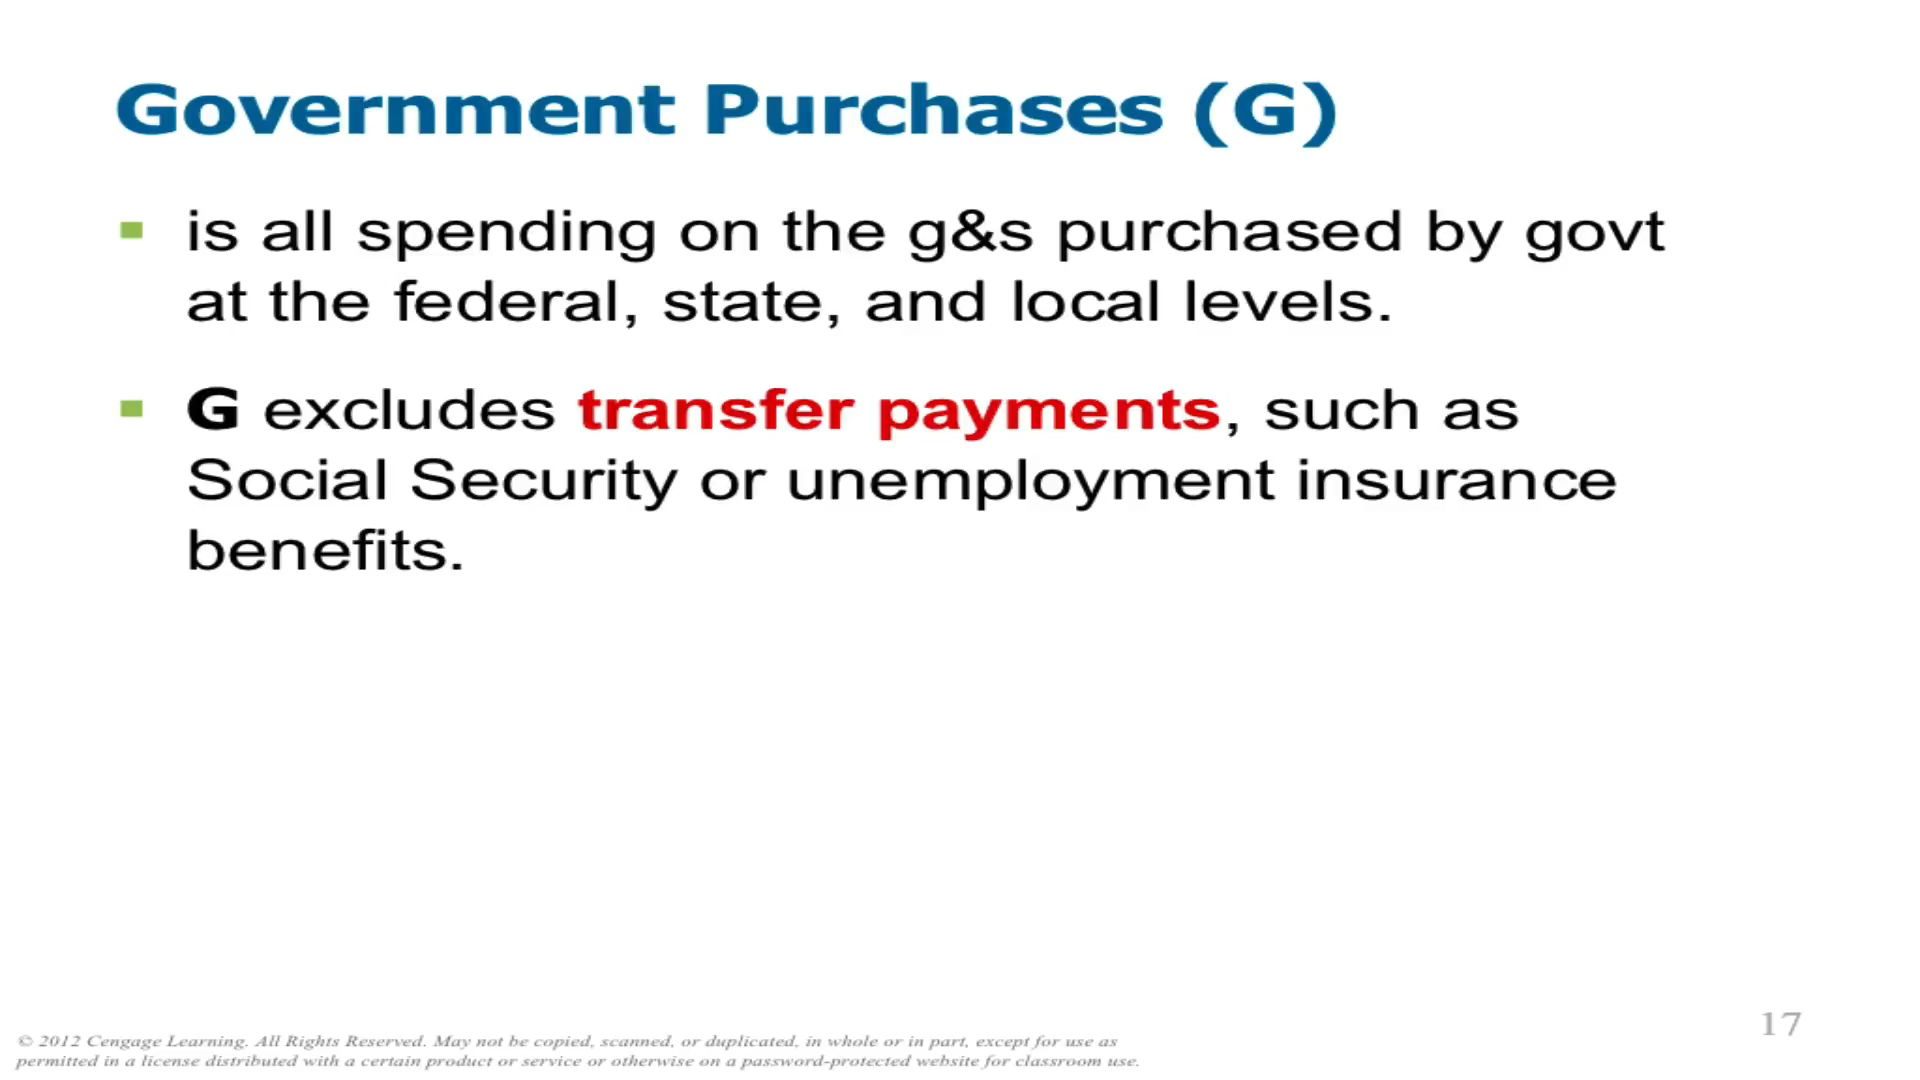 Government Purchases (G)
is all spending on the g&s purchased by govt
at the federal, state, and local levels.
G excludes transfer payments, such as
Social Security or unemployment insurance
benefits.
17
© 2012 Cengage Learning. All Rights Reserved. May not be copied, scanned, or duplicated, in whole or in part, except for use as
permitted in a license distributed with a certain product or service or otherwise on a password-protected website for classroom use.